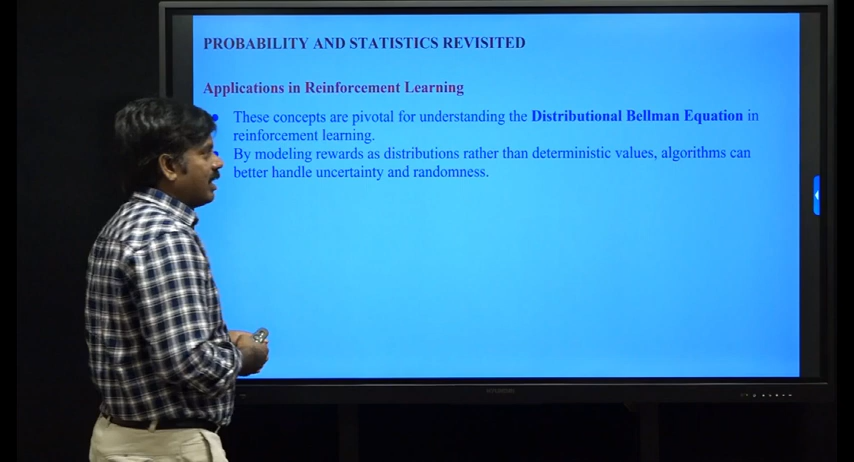 PROBABILITY AND STATISTICS REVISITED
Applications in Reinforcement Learning
These concepts are pivotal for understanding the Distributional Bellman Equation in
reinforcement learning.
By modeling rewards as distributions rather than deterministic values, algorithms can
better handle uncertainty and randomness.